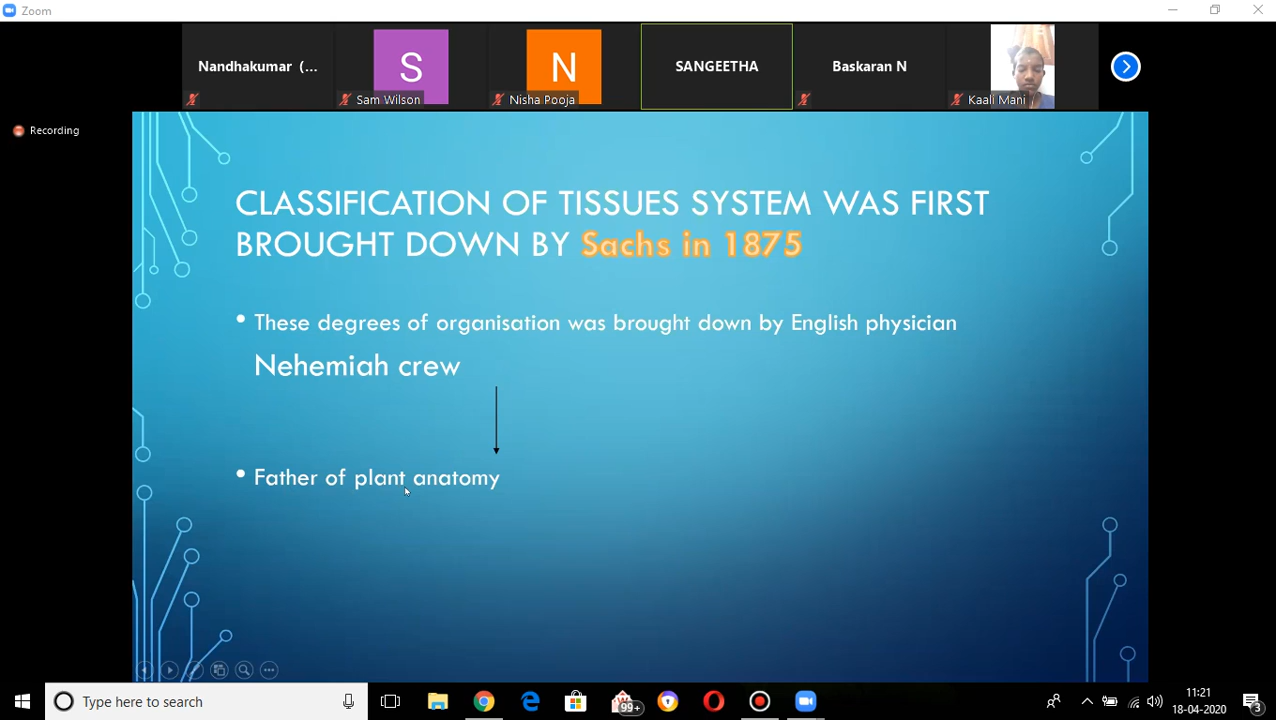 Zoom
Nandhakumar (...
S
Sam Wilson
N
Nisha Pooja
SANGEETHA
Baskaran N
Kaali Mani
Recording
CLASSIFICATION OF TISSUES SYSTEM WAS FIRST
BROUGHT DOWN BY Sachs in 1875
• These degrees of organisation was brought down by English physician
Nehemiah crew
• Father of plant anatomy
Type here to search
99+
11:21
18-04-2020
3